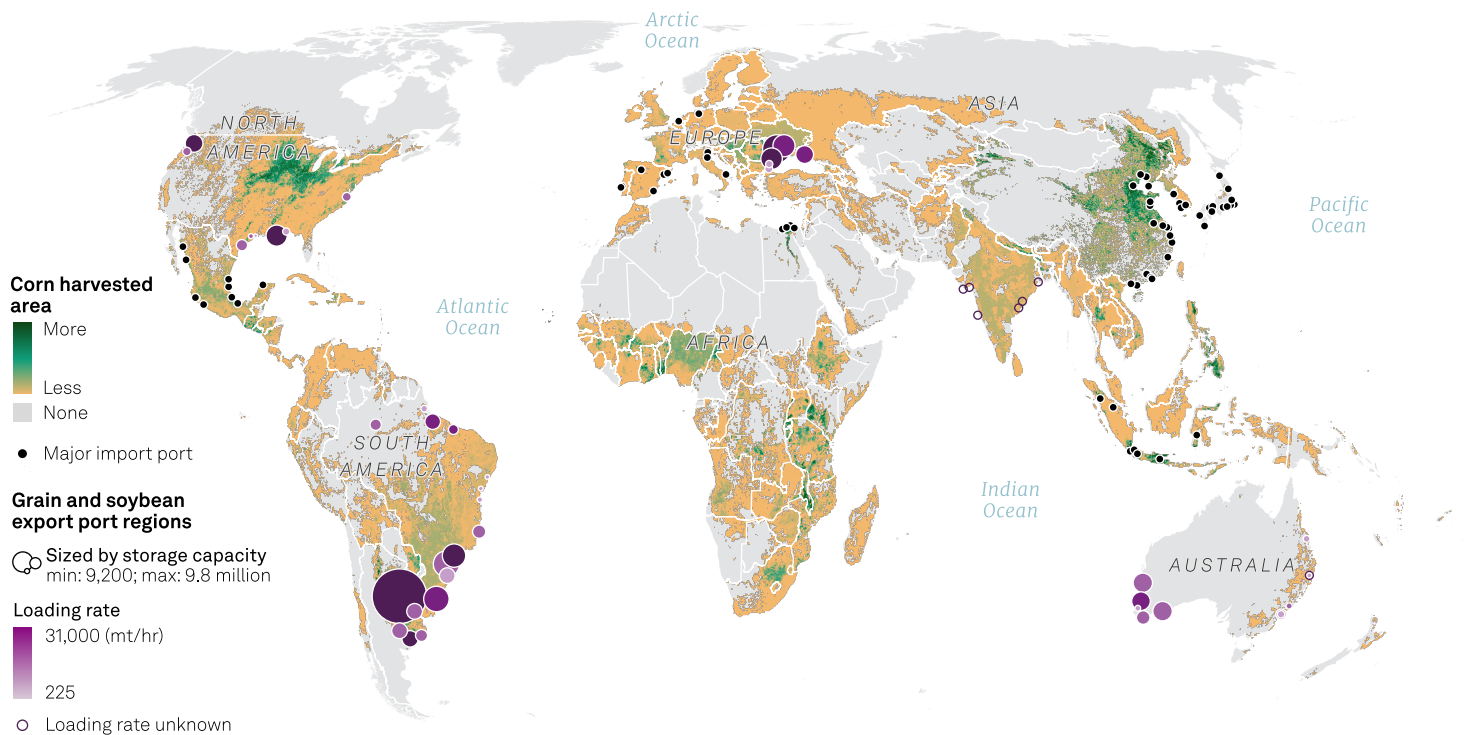 Arctic
Ocean
NORTH
AMERICA
EUROPE
ASIA
Pacific
Ocean
Atlantic
Ocean
AFRICA
SOUTH
AMERICA
Indian
Ocean
AUSTRALIA
Corn harvested
area
More
Less
None
Major import port
Grain and soybean
export port regions
Sized by storage capacity
min: 9,200; max: 9.8 million
Loading rate
31,000 (mt/hr)
225
Loading rate unknown